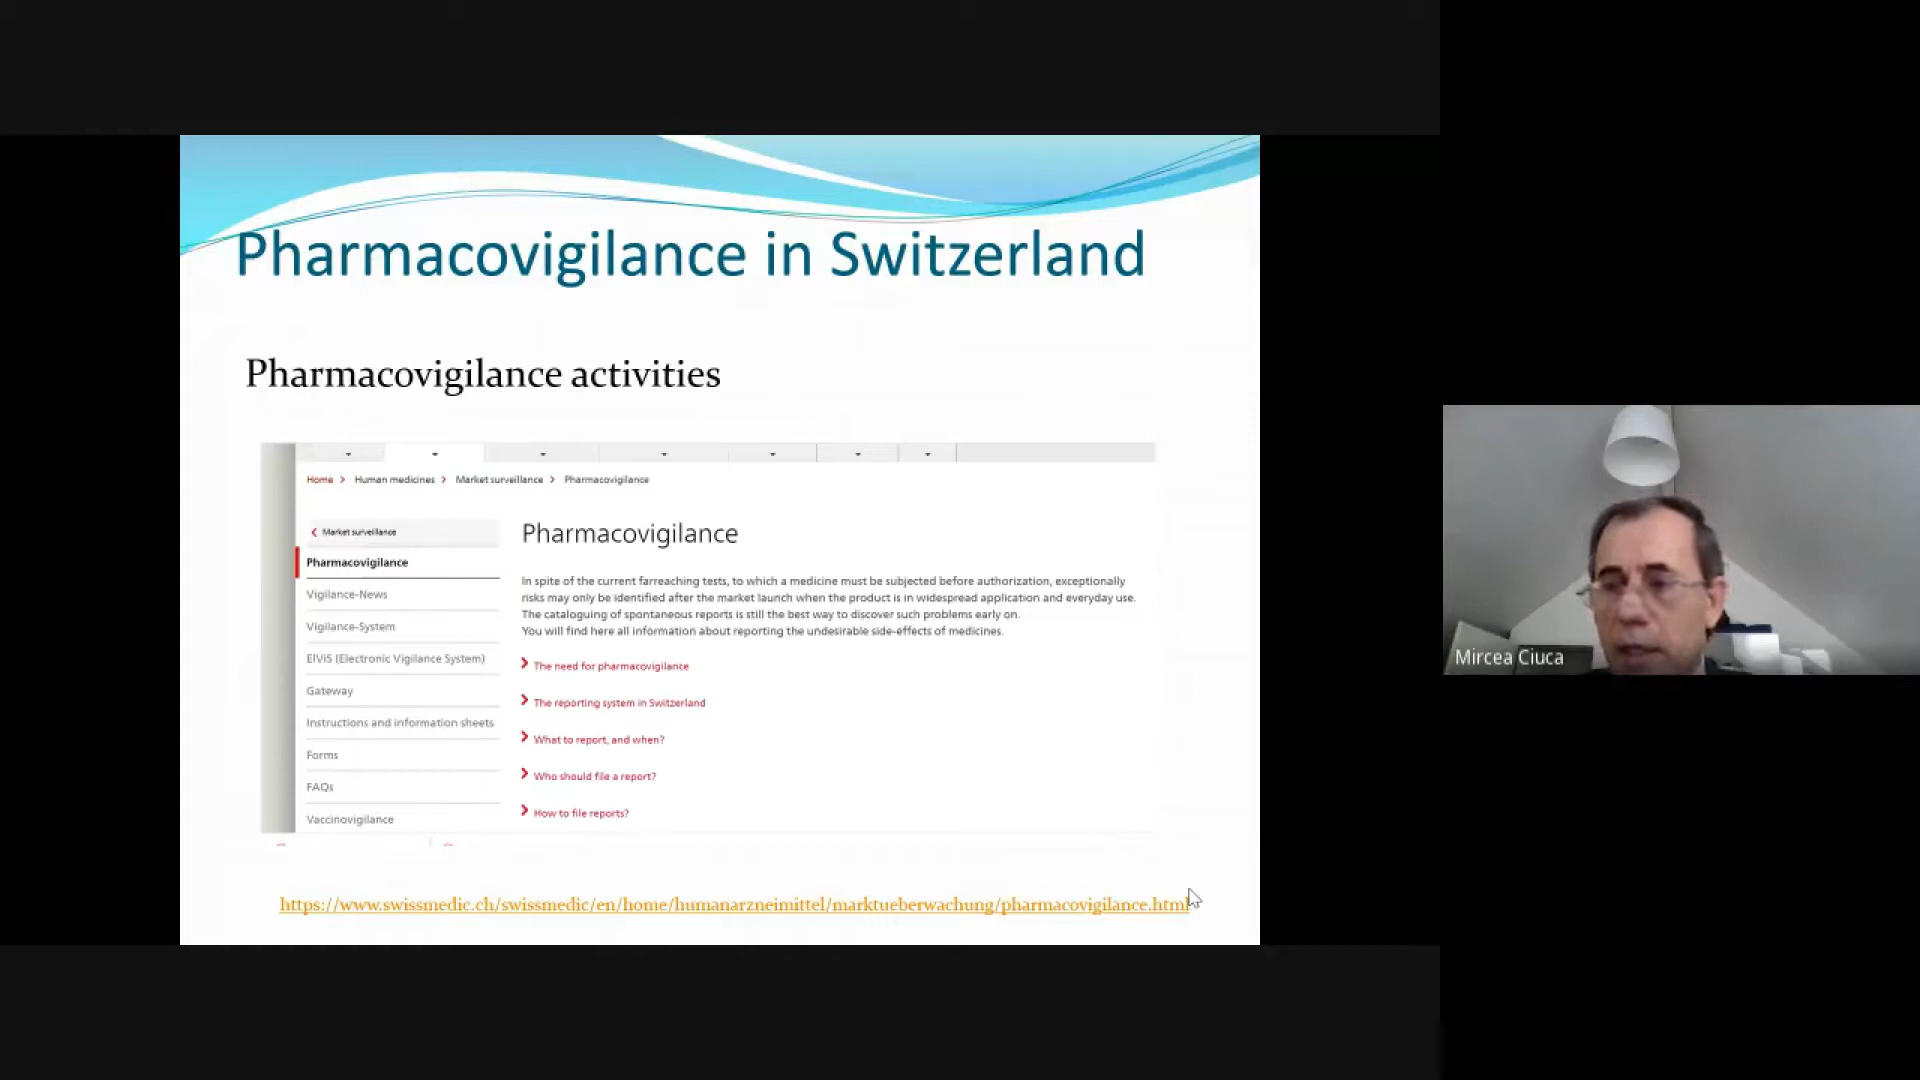 Pharmacovigilance in Switzerland
Pharmacovigilance activities
Home > Human medicines > Market surveillance > Pharmacovigilance
Market surveillance
Pharmacovigilance
Vigilance-News
Vigilance-System
ElViS (Electronic Vigilance System)
Gateway
Instructions and information sheets
Forms
FAQs
Vaccinovigilance
Pharmacovigilance
In spite of the current farreaching tests, to which a medicine must be subjected before authorization, exceptionally
risks may only be identified after the market launch when the product is in widespread application and everyday use.
The cataloguing of spontaneous reports is still the best way to discover such problems early on.
You will find here all information about reporting the undesirable side-effects of medicines.
The need for pharmacovigilance
The reporting system in Switzerland
What to report, and when?
Who should file a report?
How to file reports?
https://www.swissmedic.ch/swissmedic/en/home/humanarzneimittel/marktueberwachung/pharmacovigilance.html
Mircea Ciuca